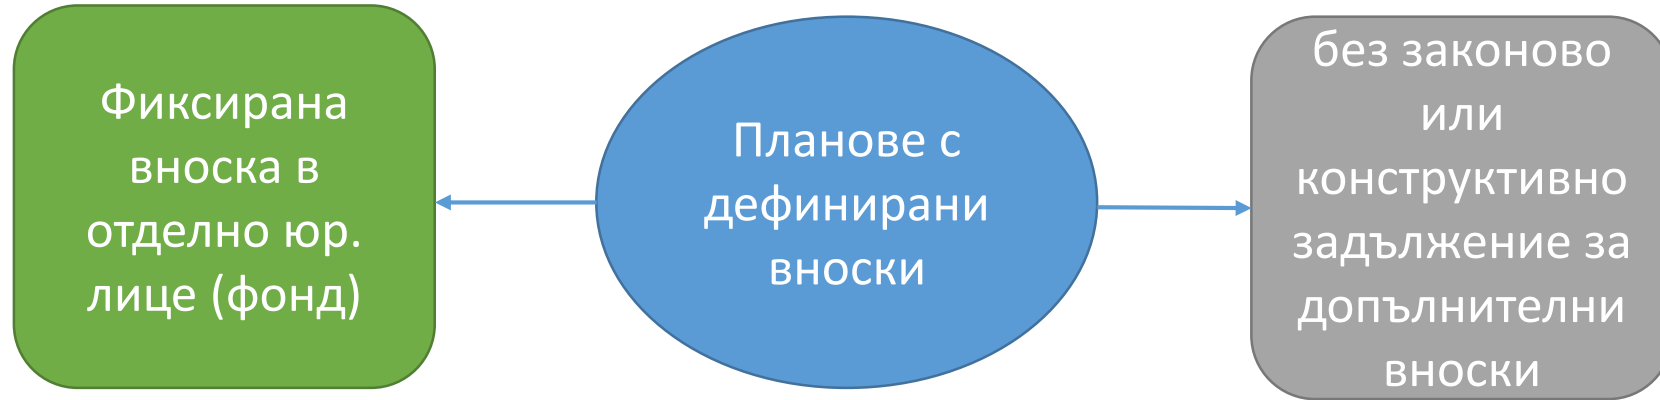 Фиксирана
вноска в
отделно юр.
лице (фонд)
Планове с
дефинирани
вноски
без законово
или
конструктивно
задължение за
допълнителни
вноски